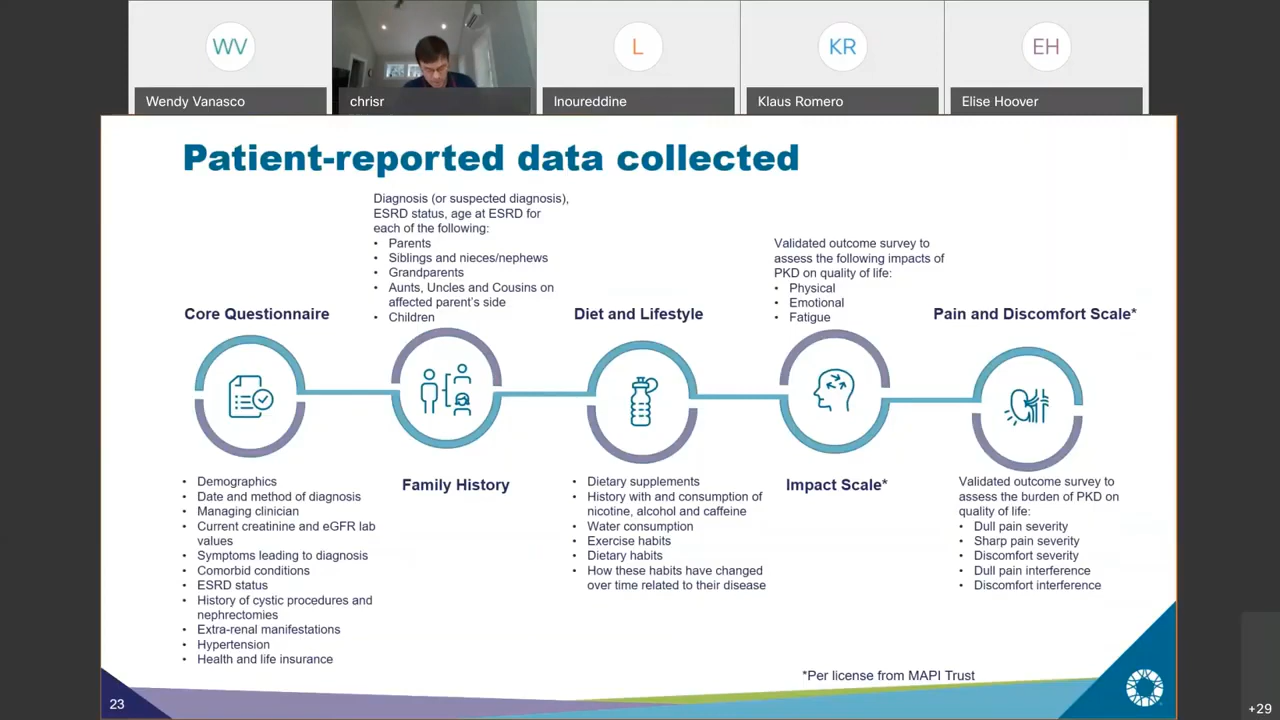 WV
L
KR
EH
Wendy Vanasco
chrisr
lnoureddine
Klaus Romero
Elise Hoover
Patient-reported data collected
Core Questionnaire
• Demographics
• Date and method of diagnosis
• Managing clinician
• Current creatinine and eGFR lab
values
• Symptoms leading to diagnosis
• Comorbid conditions
• ESRD status
• History of cystic procedures and
nephrectomies
• Extra-renal manifestations
• Hypertension
• Health and life insurance
Diagnosis (or suspected diagnosis),
ESRD status, age at ESRD for
each of the following:
• Parents
• Siblings and nieces/nephews
• Grandparents
• Aunts, Uncles and Cousins on
affected parent's side
• Children
Family History
Diet and Lifestyle
• Dietary supplements
• History with and consumption of
nicotine, alcohol and caffeine
• Water consumption
• Exercise habits
• Dietary habits
• How these habits have changed
over time related to their disease
Validated outcome survey to
assess the following impacts of
PKD on quality of life:
• Physical
• Emotional
• Fatigue
Impact Scale*
Pain and Discomfort Scale*
Validated outcome survey to
assess the burden of PKD on
quality of life:
• Dull pain severity
• Sharp pain severity
• Discomfort severity
• Dull pain interference
• Discomfort interference
*Per license from MAPI Trust
23
+29